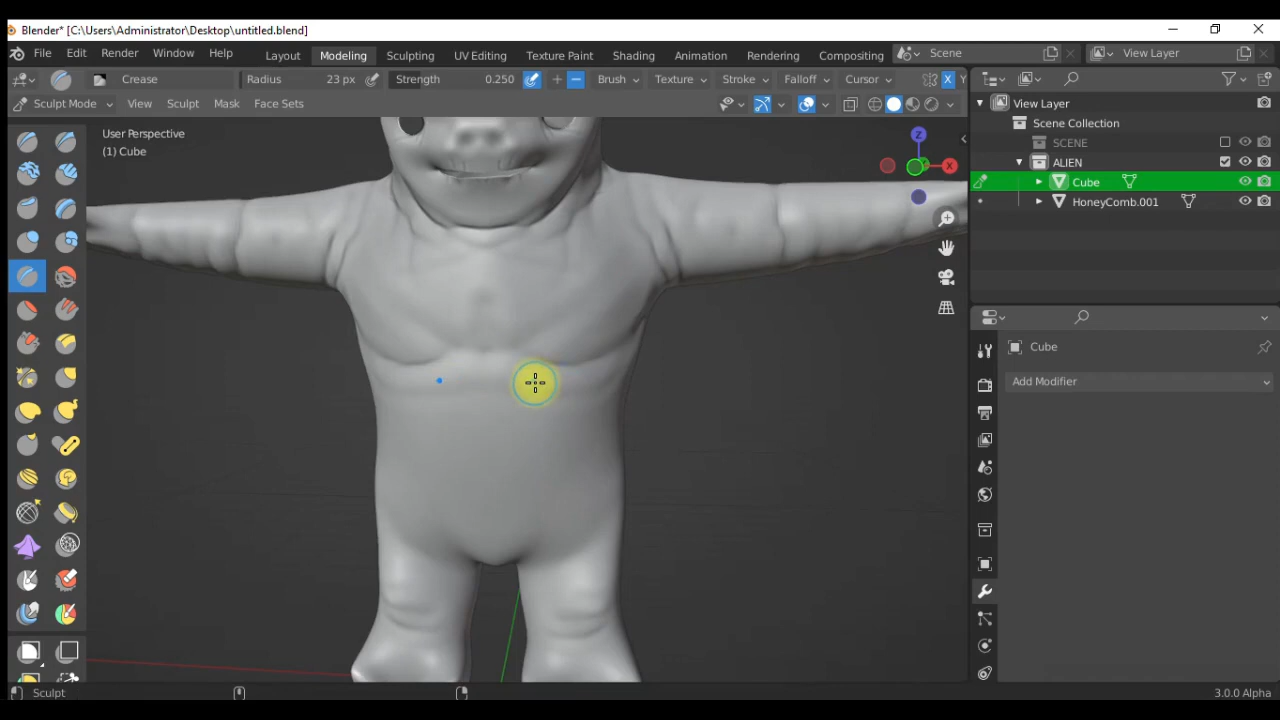 Blender* [C:\Users\Administrator\Desktop\untitled.blend]
File Edit Render Window Help Layout Modeling Sculpting UV Editing Texture Paint Shading Animation Rendering Compositing Scene View Layer
Crease Radius 23 px Strength 0.250 Brush Texture Stroke Falloff Cursor X Y
Sculpt Mode View Sculpt Mask Face Sets
View Layer
Scene Collection
SCENE
ALIEN
Cube
HoneyComb.001
User Perspective
(1) Cube
Z
X
Cube
Add Modifier
Sculpt
3.0.0 Alpha